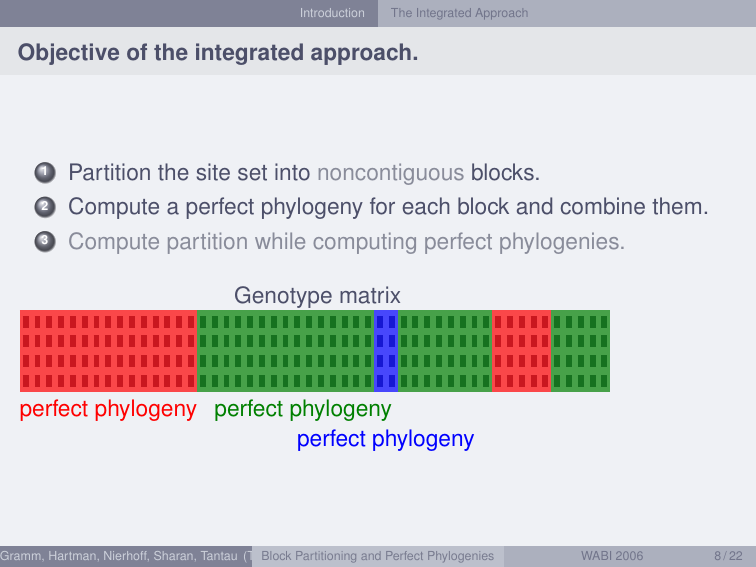 Introduction The Integrated Approach
Objective of the integrated approach.
1 Partition the site set into noncontiguous blocks.
2 Compute a perfect phylogeny for each block and combine them.
3 Compute partition while computing perfect phylogenies.
Genotype matrix
perfect phylogeny perfect phylogeny
perfect phylogeny
Gramm, Hartman, Nierhoff, Sharan, Tantau (T Block Partitioning and Perfect Phylogenies WABI 2006 8 / 22